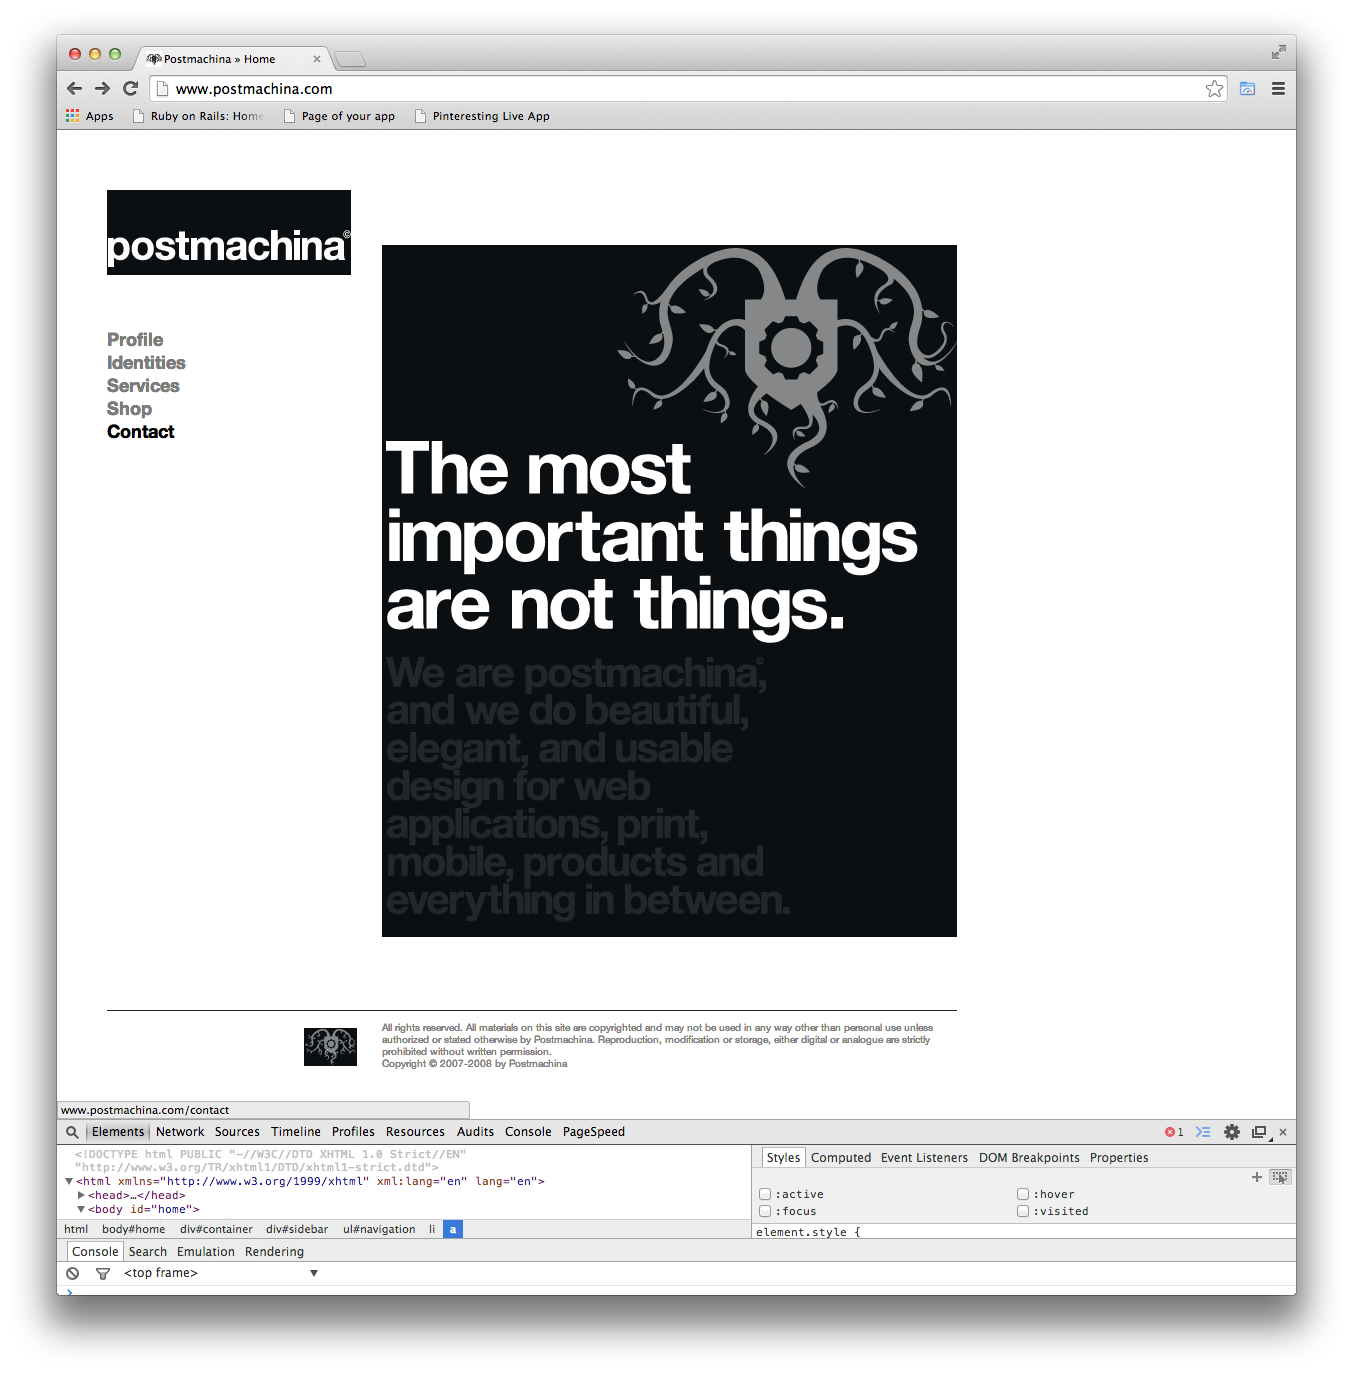 Postmachina » Home
www.postmachina.com
Apps Ruby on Rails: Home Page of your app Pinteresting Live App
postmachina©
Profile
Identities
Services
Shop
Contact
The most
important things
are not things.
We are postmachina©,
and we do beautiful,
elegant, and usable
design for web
applications, print,
mobile, products and
everything in between.
All rights reserved. All materials on this site are copyrighted and may not be used in any way other than personal use unless
authorized or stated otherwise by Postmachina. Reproduction, modification or storage, either digital or analogue are strictly
prohibited without written permission.
Copyright © 2007-2008 by Postmachina
www.postmachina.com/contact
Elements Network Sources Timeline Profiles Resources Audits Console PageSpeed 1
<!DOCTYPE html PUBLIC "-//W3C//DTD XHTML 1.0 Strict//EN"
"http://www.w3.org/TR/xhtml1/DTD/xhtml1-strict.dtd">
<html xmlns="http://www.w3.org/1999/xhtml" xml:lang="en" lang="en">
<head>…</head>
<body id="home">
html body#home div#container div#sidebar ul#navigation li a
Styles Computed Event Listeners DOM Breakpoints Properties
:active :hover
:focus :visited
element.style {
Console Search Emulation Rendering
<top frame>